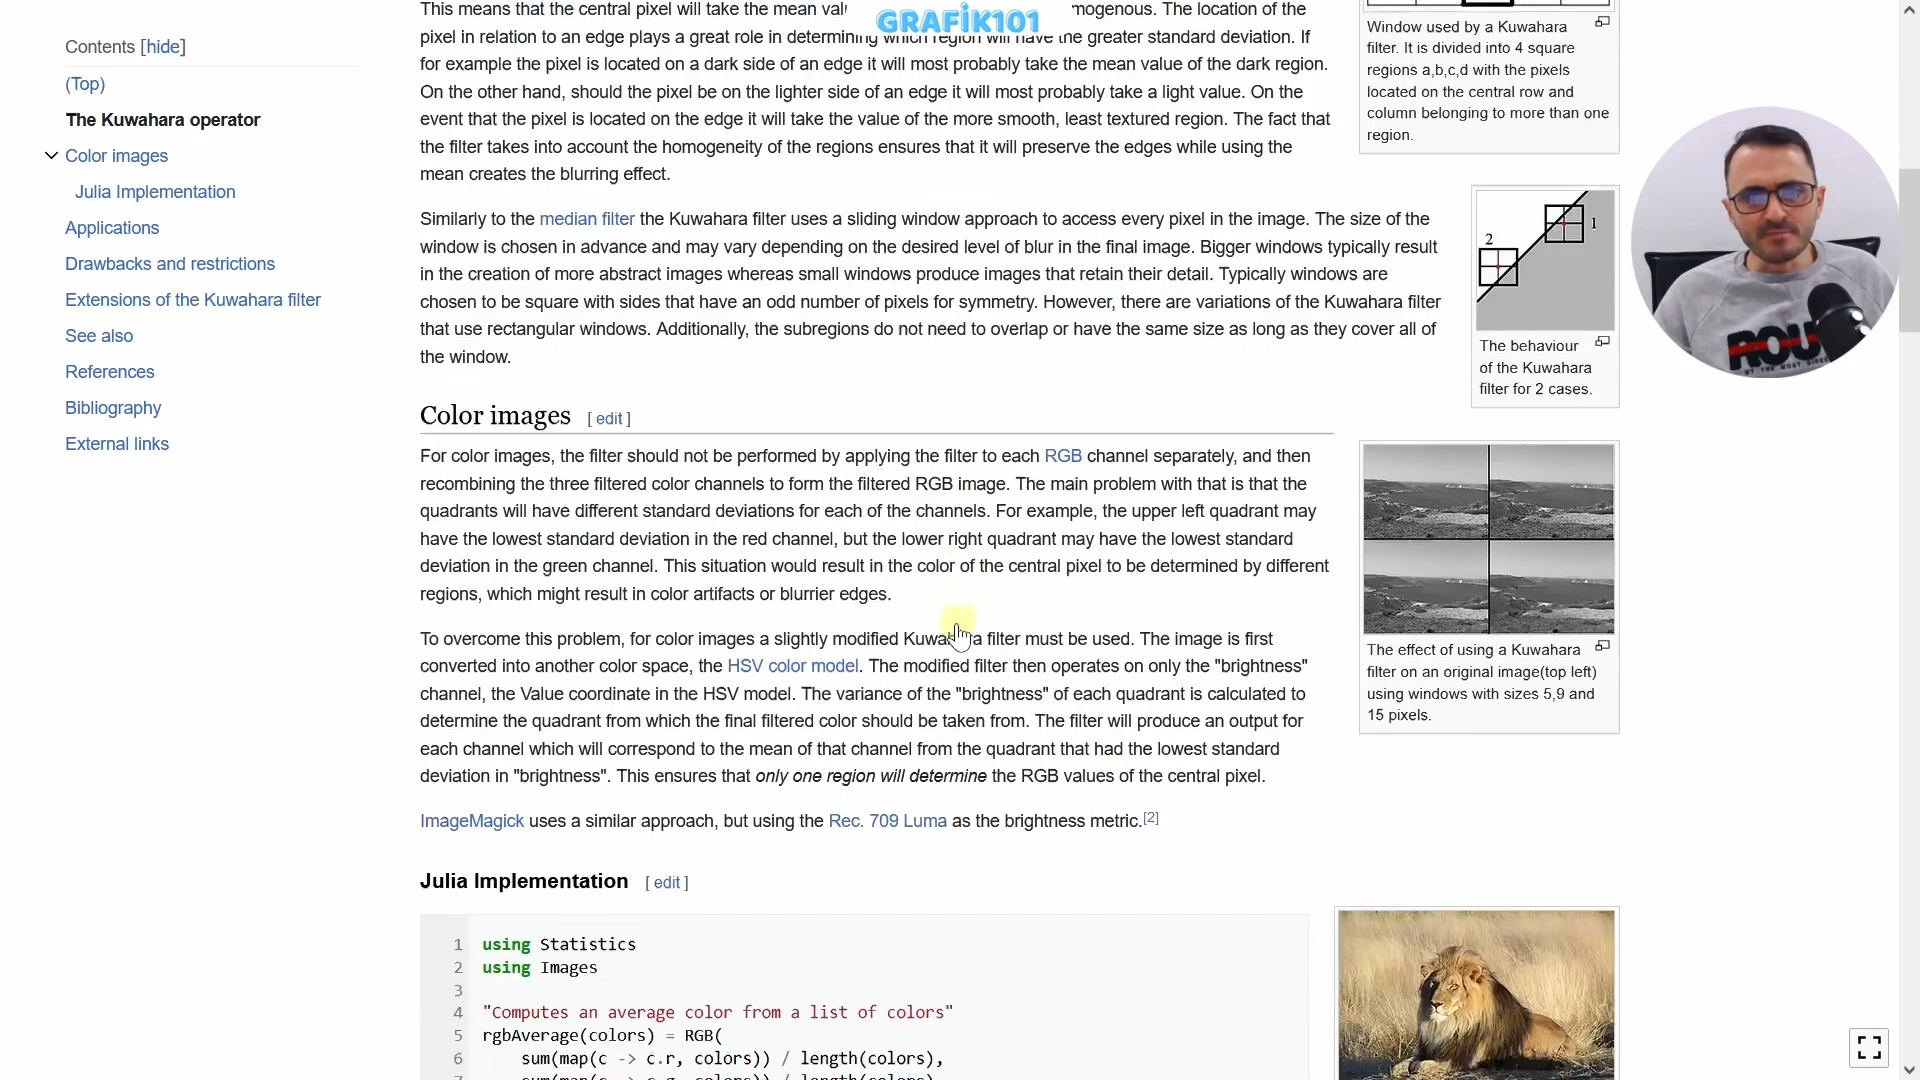 This means that the central pixel will take the mean val mogenous. The location of the
GRAFİK101
pixel in relation to an edge plays a great role in determining which region will have the greater standard deviation. If
for example the pixel is located on a dark side of an edge it will most probably take the mean value of the dark region.
On the other hand, should the pixel be on the lighter side of an edge it will most probably take a light value. On the
event that the pixel is located on the edge it will take the value of the more smooth, least textured region. The fact that
the filter takes into account the homogeneity of the regions ensures that it will preserve the edges while using the
mean creates the blurring effect.
Contents [hide]
(Top)
The Kuwahara operator
Color images
Julia Implementation
Applications
Drawbacks and restrictions
Extensions of the Kuwahara filter
See also
References
Bibliography
External links
Window used by a Kuwahara
filter. It is divided into 4 square
regions a,b,c,d with the pixels
located on the central row and
column belonging to more than one
region.
Similarly to the median filter the Kuwahara filter uses a sliding window approach to access every pixel in the image. The size of the
window is chosen in advance and may vary depending on the desired level of blur in the final image. Bigger windows typically result
in the creation of more abstract images whereas small windows produce images that retain their detail. Typically windows are
chosen to be square with sides that have an odd number of pixels for symmetry. However, there are variations of the Kuwahara filter
that use rectangular windows. Additionally, the subregions do not need to overlap or have the same size as long as they cover all of
the window.
1
2
The behaviour
of the Kuwahara
filter for 2 cases.
ROU
BY THE MOST DIREC
Color images [ edit ]
For color images, the filter should not be performed by applying the filter to each RGB channel separately, and then
recombining the three filtered color channels to form the filtered RGB image. The main problem with that is that the
quadrants will have different standard deviations for each of the channels. For example, the upper left quadrant may
have the lowest standard deviation in the red channel, but the lower right quadrant may have the lowest standard
deviation in the green channel. This situation would result in the color of the central pixel to be determined by different
regions, which might result in color artifacts or blurrier edges.
To overcome this problem, for color images a slightly modified Kuwahara filter must be used. The image is first
converted into another color space, the HSV color model. The modified filter then operates on only the "brightness"
channel, the Value coordinate in the HSV model. The variance of the "brightness" of each quadrant is calculated to
determine the quadrant from which the final filtered color should be taken from. The filter will produce an output for
each channel which will correspond to the mean of that channel from the quadrant that had the lowest standard
deviation in "brightness". This ensures that only one region will determine the RGB values of the central pixel.
ImageMagick uses a similar approach, but using the Rec. 709 Luma as the brightness metric.[2]
The effect of using a Kuwahara
filter on an original image(top left)
using windows with sizes 5,9 and
15 pixels.
Julia Implementation [ edit ]
1 using Statistics
2 using Images
3
4 "Computes an average color from a list of colors"
5 rgbAverage(colors) = RGB(
6 sum(map(c -> c.r, colors)) / length(colors),
7 sum(map(c -> c.g, colors)) / length(colors),